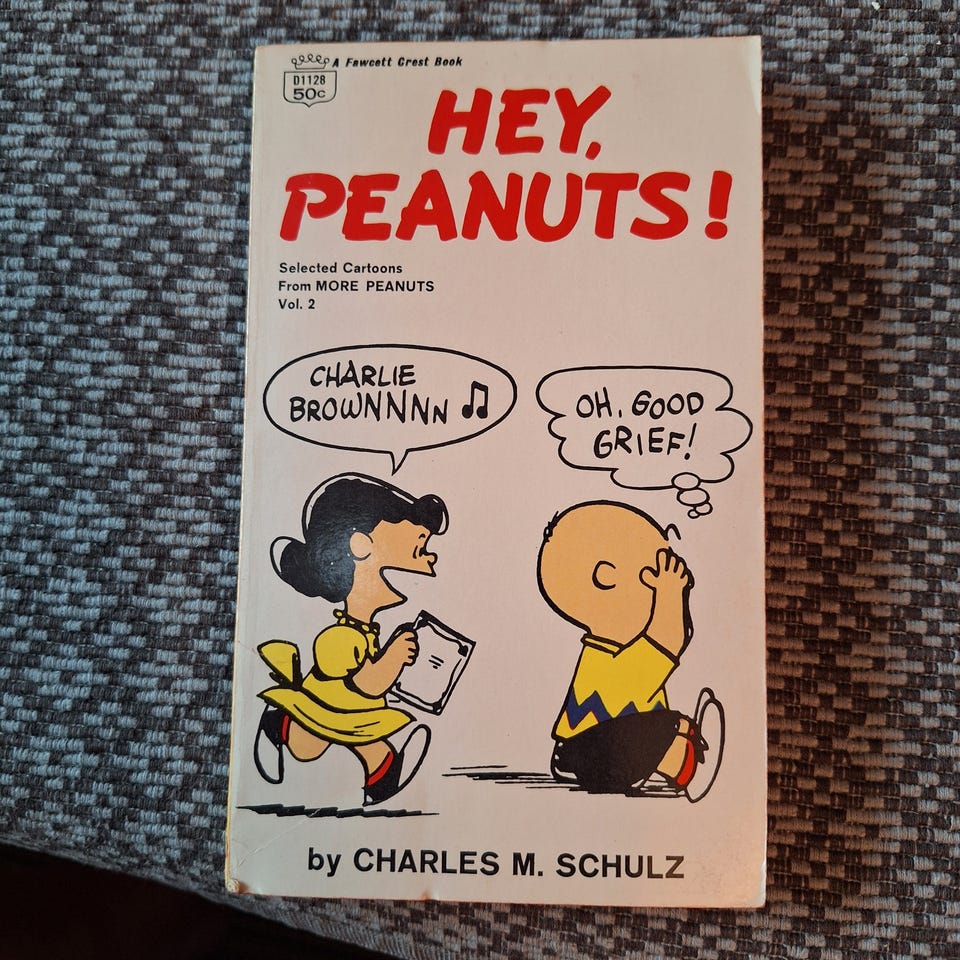 A Fawcett Crest Book
D1128
50c
HEY,
PEANUTS!
Selected Cartoons
From MORE PEANUTS
Vol. 2
CHARLIE
BROWNNNN ♫
OH, GOOD
GRIEF!
by CHARLES M. SCHULZ